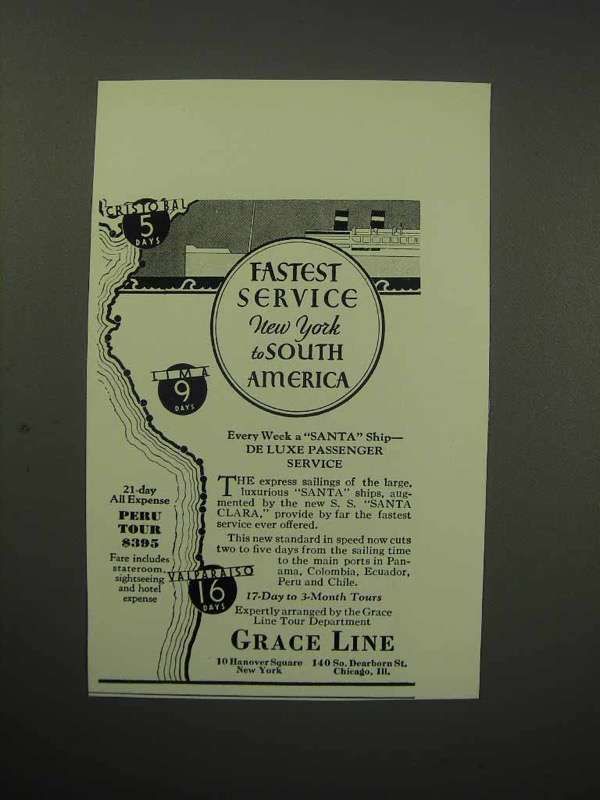 CRISTOBAL
5
DAYS
FASTEST
SERVICE
New York
to SOUTH
AMERICA
LIMA
9
DAYS
Every Week a "SANTA" Ship—
DE LUXE PASSENGER
SERVICE
THE express sailings of the large,
luxurious "SANTA" ships, aug-
mented by the new S. S. "SANTA
CLARA," provide by far the fastest
service ever offered.
This new standard in speed now cuts
two to five days from the sailing time
to the main ports in Pan-
ama, Colombia, Ecuador,
Peru and Chile.
21-day
All Expense
PERU
TOUR
$395
Fare includes
stateroom,
sightseeing
and hotel
expense
VALPARAISO
16
DAYS
17-Day to 3-Month Tours
Expertly arranged by the Grace
Line Tour Department
GRACE LINE
10 Hanover Square
New York
140 So. Dearborn St.
Chicago, Ill.